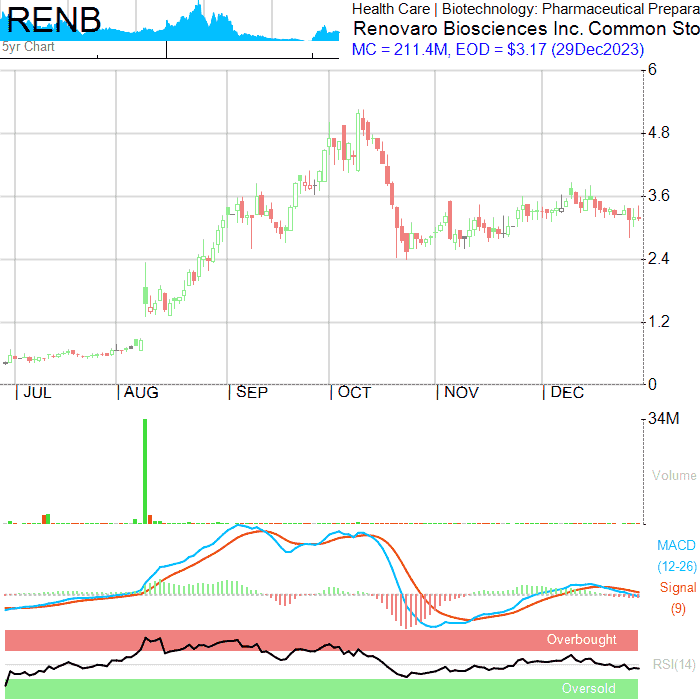 RENB
5yr Chart
Health Care | Biotechnology: Pharmaceutical Prepara
Renovaro Biosciences Inc. Common Sto
MC = 211.4M, EOD = $3.17 (29Dec2023)
6
4.8
3.6
2.4
1.2
0
JUL AUG SEP OCT NOV DEC
34M
Volume
MACD
(12-26)
Signal
(9)
Overbought
RSI(14)
Oversold